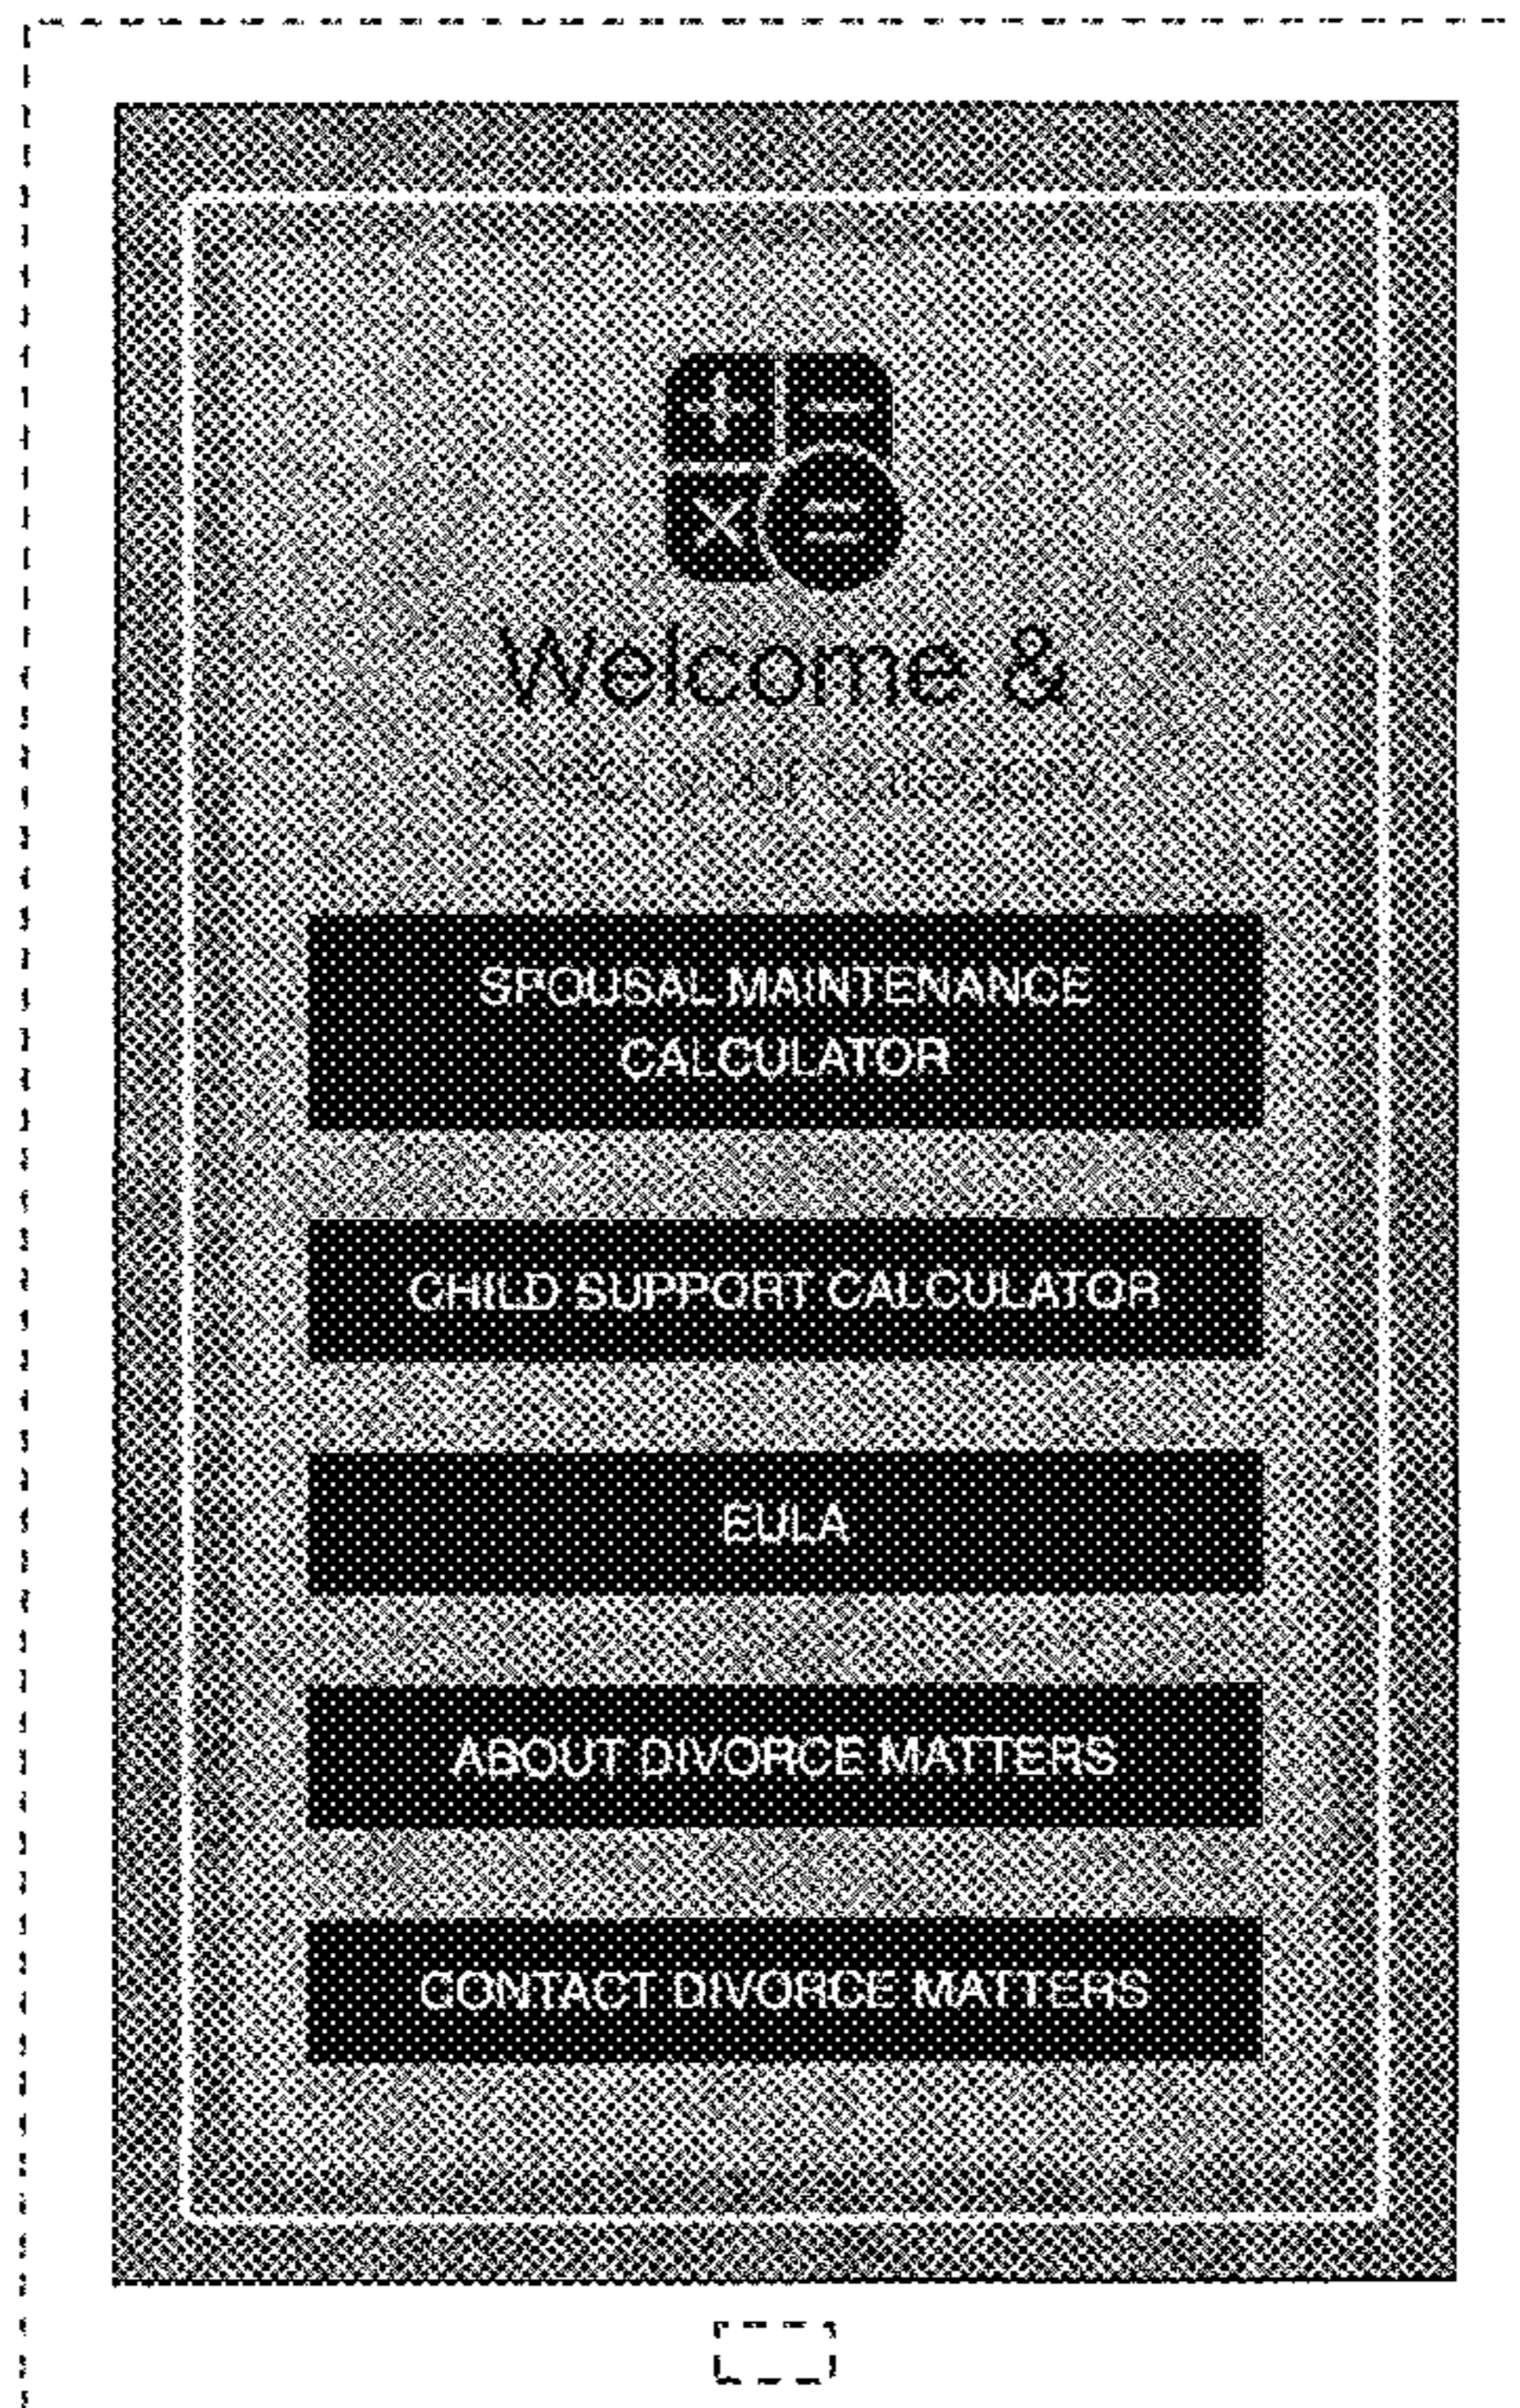 Welcome &
SPOUSAL MAINTENANCE
CALCULATOR
CHILD SUPPORT CALCULATOR
EULA
ABOUT DIVORCE MATTERS
CONTACT DIVORCE MATTERS